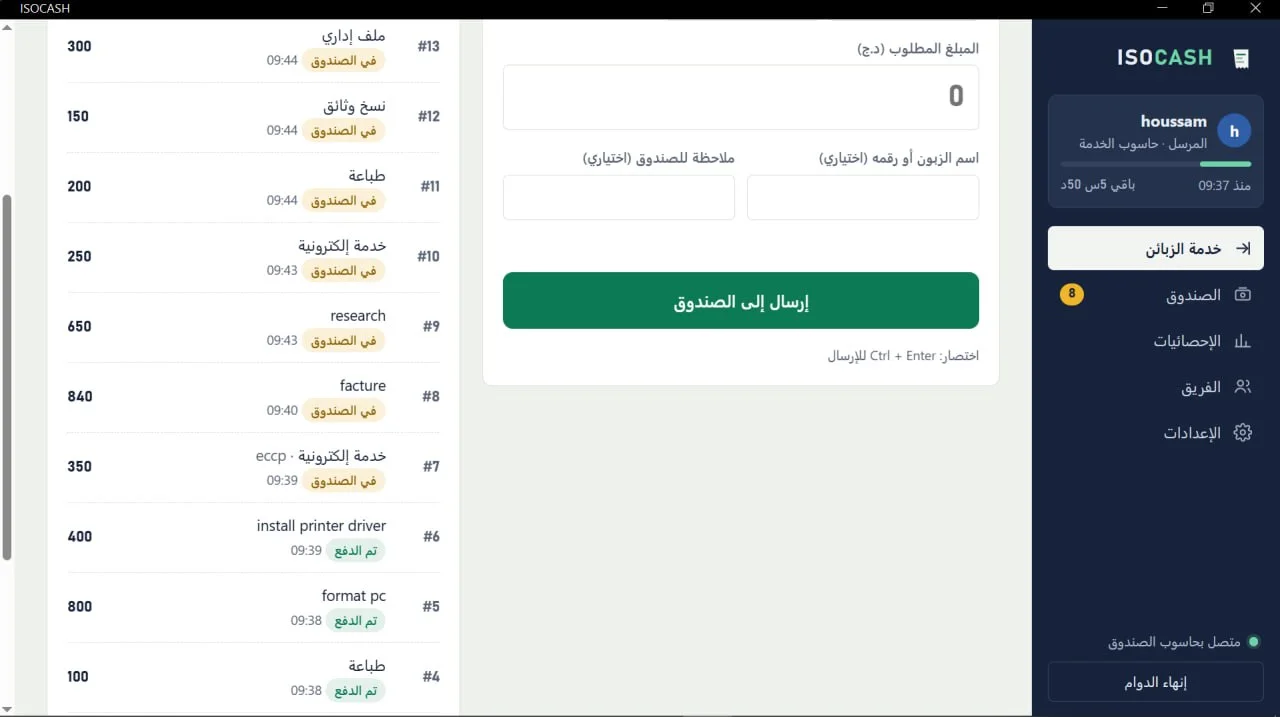 ISOCASH
ISOCASH
h
houssam
المرسل · حاسوب الخدمة
منذ 09:37
باقي 5س 50د
خدمة الزبائن
الصندوق
8
الإحصائيات
الفريق
الإعدادات
متصل بحاسوب الصندوق
إنهاء الدوام
المبلغ المطلوب (د.ج)
0
اسم الزبون أو رقمه (اختياري)
ملاحظة للصندوق (اختياري)
إرسال إلى الصندوق
اختصار: Ctrl + Enter للإرسال
#13 ملف إداري 300
في الصندوق 09:44
#12 نسخ وثائق 150
في الصندوق 09:44
#11 طباعة 200
في الصندوق 09:44
#10 خدمة إلكترونية 250
في الصندوق 09:43
#9 research 650
في الصندوق 09:43
#8 facture 840
في الصندوق 09:40
#7 خدمة إلكترونية · eccp 350
في الصندوق 09:39
#6 install printer driver 400
تم الدفع 09:39
#5 format pc 800
تم الدفع 09:38
#4 طباعة 100
تم الدفع 09:38